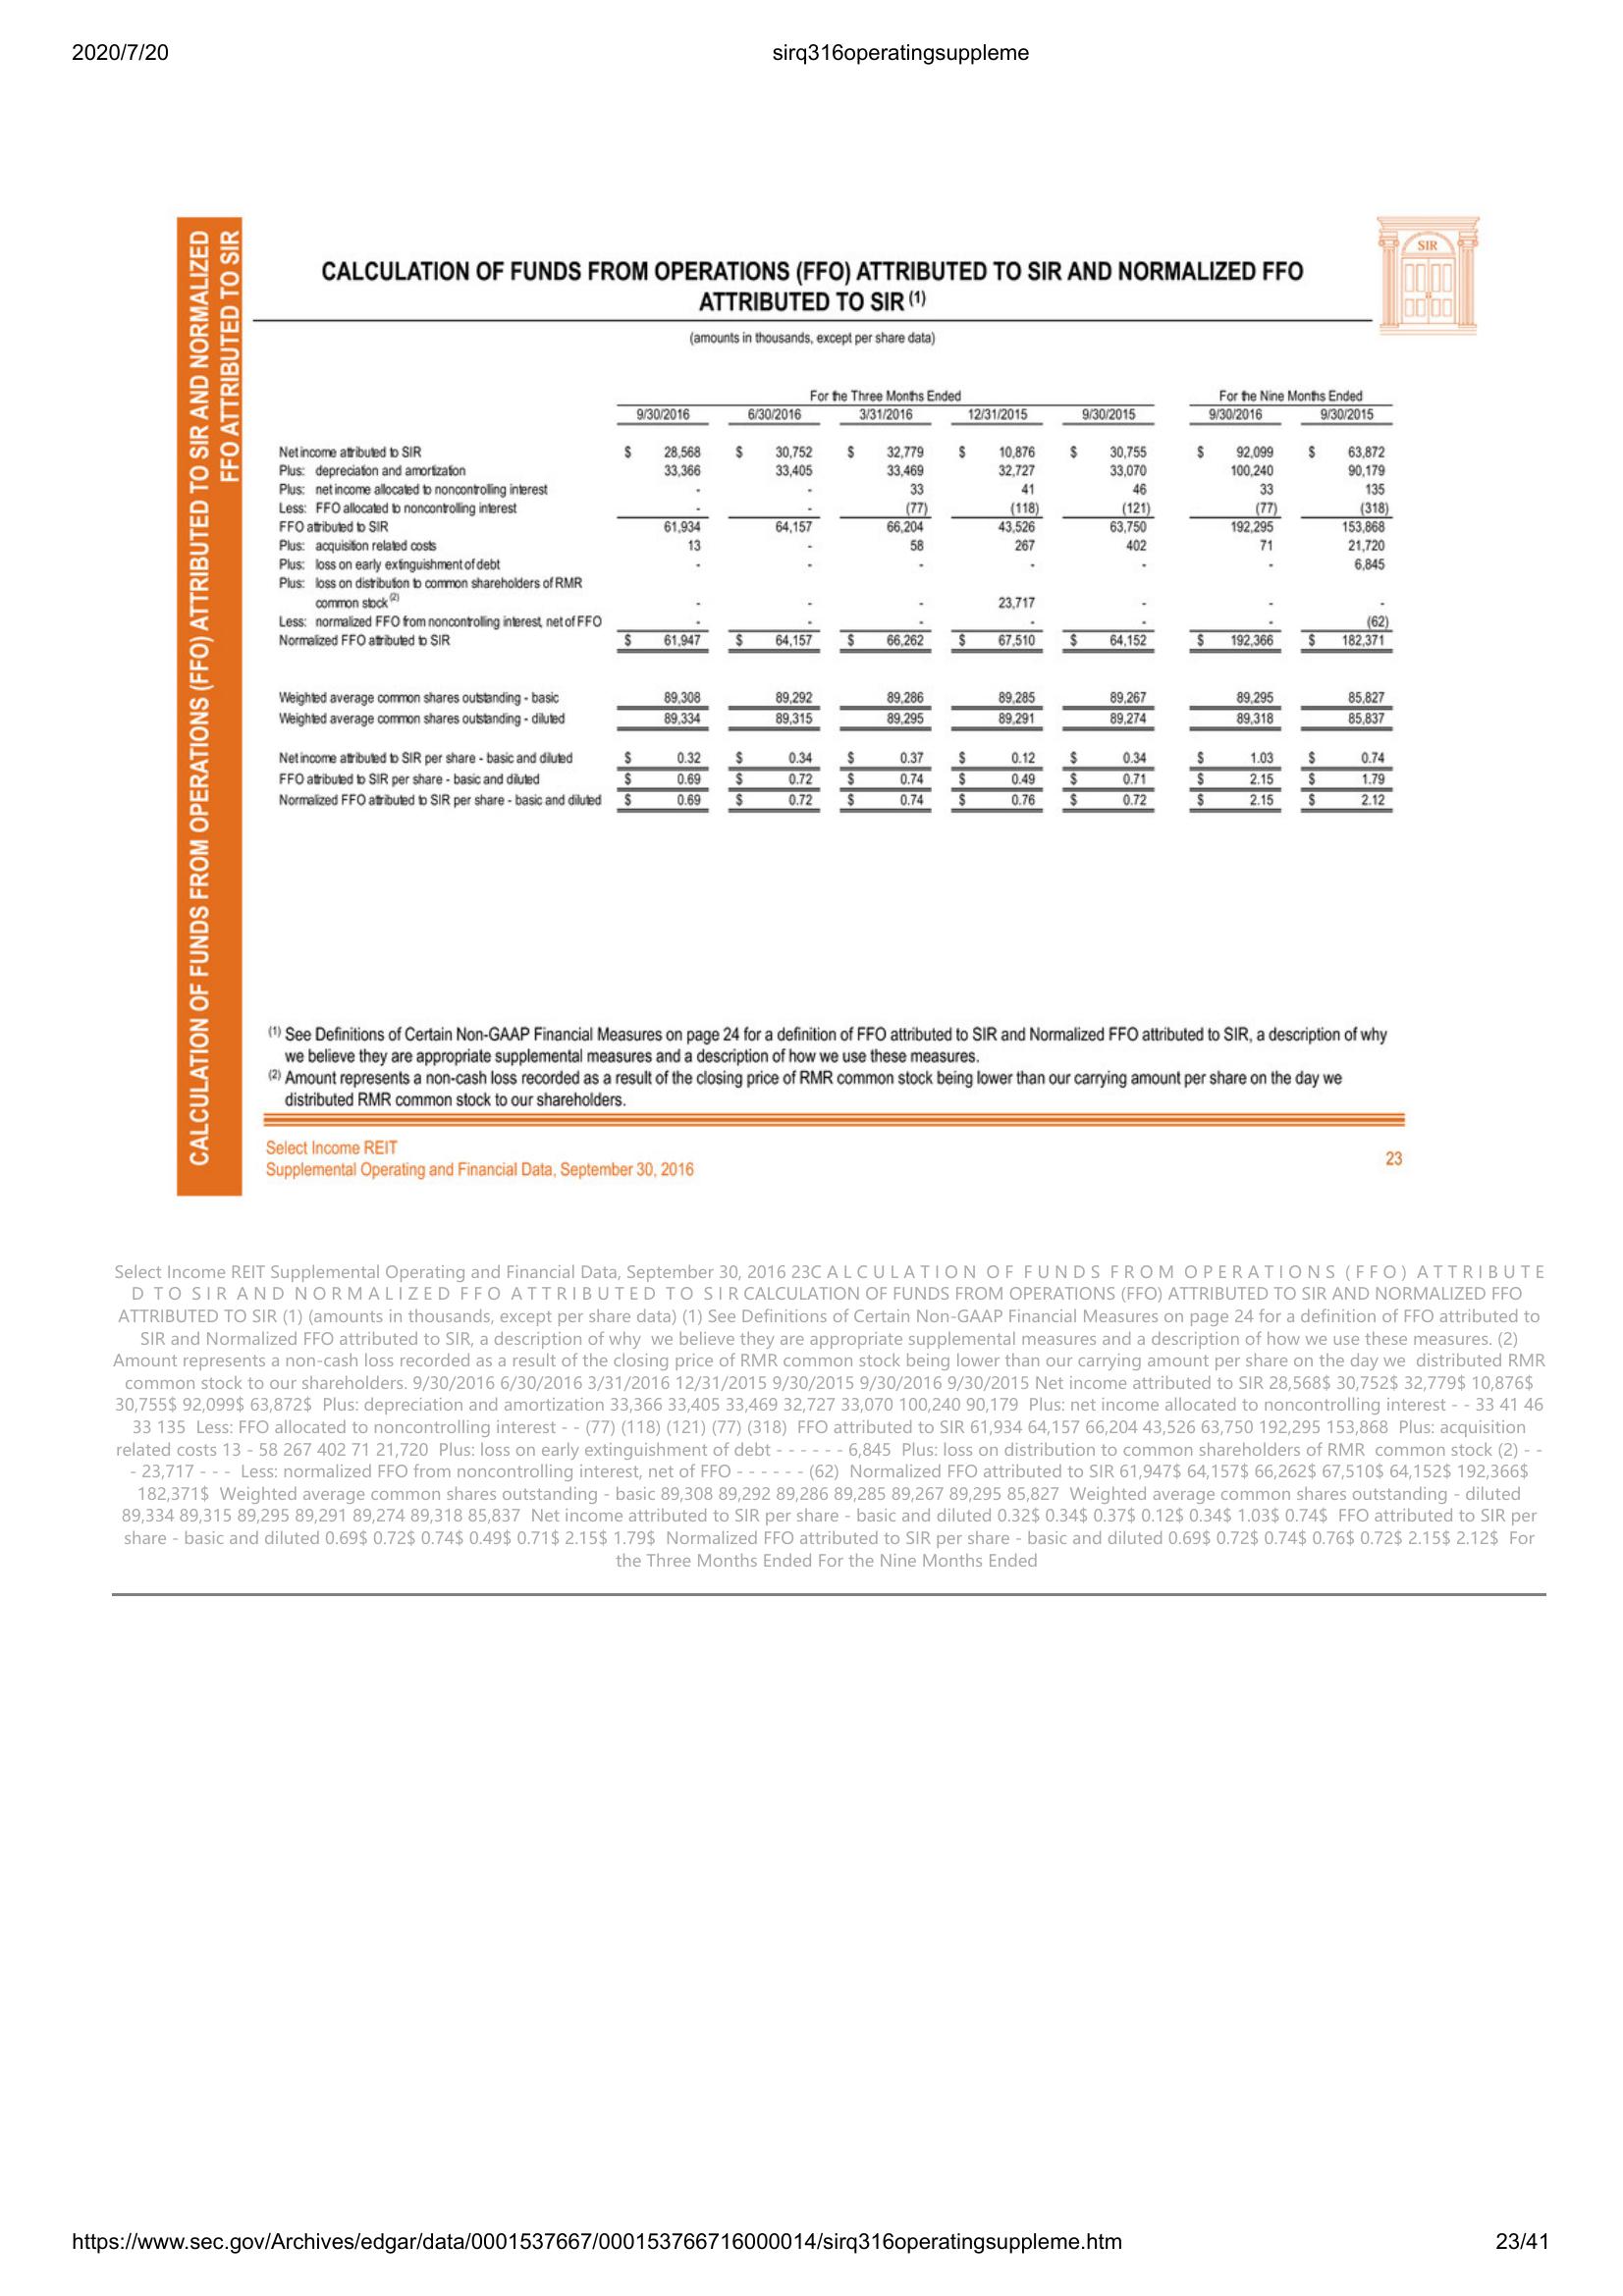 2020/7/20 sirq316operatingsuppleme
CALCULATION OF FUNDS FROM OPERATIONS (FFO) ATTRIBUTED TO SIR AND NORMALIZED
FFO ATTRIBUTED TO SIR
SIR
CALCULATION OF FUNDS FROM OPERATIONS (FFO) ATTRIBUTED TO SIR AND NORMALIZED FFO
ATTRIBUTED TO SIR (1)
(amounts in thousands, except per share data)
For the Three Months Ended For the Nine Months Ended
9/30/2016 6/30/2016 3/31/2016 12/31/2015 9/30/2015 9/30/2016 9/30/2015
Net income attributed to SIR $ 28,568 $ 30,752 $ 32,779 $ 10,876 $ 30,755 $ 92,099 $ 63,872
Plus: depreciation and amortization 33,366 33,405 33,469 32,727 33,070 100,240 90,179
Plus: net income allocated to noncontrolling interest - - 33 41 46 33 135
Less: FFO allocated to noncontrolling interest - - (77) (118) (121) (77) (318)
FFO attributed to SIR 61,934 64,157 66,204 43,526 63,750 192,295 153,868
Plus: acquisition related costs 13 - 58 267 402 71 21,720
Plus: loss on early extinguishment of debt - - - - - - 6,845
Plus: loss on distribution to common shareholders of RMR
common stock (2) - - - 23,717 - - -
Less: normalized FFO from noncontrolling interest, net of FFO - - - - - - (62)
Normalized FFO attributed to SIR $ 61,947 $ 64,157 $ 66,262 $ 67,510 $ 64,152 $ 192,366 $ 182,371
Weighted average common shares outstanding - basic 89,308 89,292 89,286 89,285 89,267 89,295 85,827
Weighted average common shares outstanding - diluted 89,334 89,315 89,295 89,291 89,274 89,318 85,837
Net income attributed to SIR per share - basic and diluted $ 0.32 $ 0.34 $ 0.37 $ 0.12 $ 0.34 $ 1.03 $ 0.74
FFO attributed to SIR per share - basic and diluted $ 0.69 $ 0.72 $ 0.74 $ 0.49 $ 0.71 $ 2.15 $ 1.79
Normalized FFO attributed to SIR per share - basic and diluted $ 0.69 $ 0.72 $ 0.74 $ 0.76 $ 0.72 $ 2.15 $ 2.12
(1) See Definitions of Certain Non-GAAP Financial Measures on page 24 for a definition of FFO attributed to SIR and Normalized FFO attributed to SIR, a description of why
we believe they are appropriate supplemental measures and a description of how we use these measures.
(2) Amount represents a non-cash loss recorded as a result of the closing price of RMR common stock being lower than our carrying amount per share on the day we
distributed RMR common stock to our shareholders.
Select Income REIT
Supplemental Operating and Financial Data, September 30, 2016 23
Select Income REIT Supplemental Operating and Financial Data, September 30, 2016 23C A L C U L A T I O N O F F U N D S F R O M O P E R A T I O N S ( F F O ) A T T R I B U T E
D T O S I R A N D N O R M A L I Z E D F F O A T T R I B U T E D T O S I R CALCULATION OF FUNDS FROM OPERATIONS (FFO) ATTRIBUTED TO SIR AND NORMALIZED FFO
ATTRIBUTED TO SIR (1) (amounts in thousands, except per share data) (1) See Definitions of Certain Non-GAAP Financial Measures on page 24 for a definition of FFO attributed to
SIR and Normalized FFO attributed to SIR, a description of why we believe they are appropriate supplemental measures and a description of how we use these measures. (2)
Amount represents a non-cash loss recorded as a result of the closing price of RMR common stock being lower than our carrying amount per share on the day we distributed RMR
common stock to our shareholders. 9/30/2016 6/30/2016 3/31/2016 12/31/2015 9/30/2015 9/30/2016 9/30/2015 Net income attributed to SIR 28,568$ 30,752$ 32,779$ 10,876$
30,755$ 92,099$ 63,872$ Plus: depreciation and amortization 33,366 33,405 33,469 32,727 33,070 100,240 90,179 Plus: net income allocated to noncontrolling interest - - 33 41 46
33 135 Less: FFO allocated to noncontrolling interest - - (77) (118) (121) (77) (318) FFO attributed to SIR 61,934 64,157 66,204 43,526 63,750 192,295 153,868 Plus: acquisition
related costs 13 - 58 267 402 71 21,720 Plus: loss on early extinguishment of debt - - - - - - 6,845 Plus: loss on distribution to common shareholders of RMR common stock (2) - -
- 23,717 - - - Less: normalized FFO from noncontrolling interest, net of FFO - - - - - - (62) Normalized FFO attributed to SIR 61,947$ 64,157$ 66,262$ 67,510$ 64,152$ 192,366$
182,371$ Weighted average common shares outstanding - basic 89,308 89,292 89,286 89,285 89,267 89,295 85,827 Weighted average common shares outstanding - diluted
89,334 89,315 89,295 89,291 89,274 89,318 85,837 Net income attributed to SIR per share - basic and diluted 0.32$ 0.34$ 0.37$ 0.12$ 0.34$ 1.03$ 0.74$ FFO attributed to SIR per
share - basic and diluted 0.69$ 0.72$ 0.74$ 0.49$ 0.71$ 2.15$ 1.79$ Normalized FFO attributed to SIR per share - basic and diluted 0.69$ 0.72$ 0.74$ 0.76$ 0.72$ 2.15$ 2.12$ For
the Three Months Ended For the Nine Months Ended
https://www.sec.gov/Archives/edgar/data/0001537667/000153766716000014/sirq316operatingsuppleme.htm 23/41